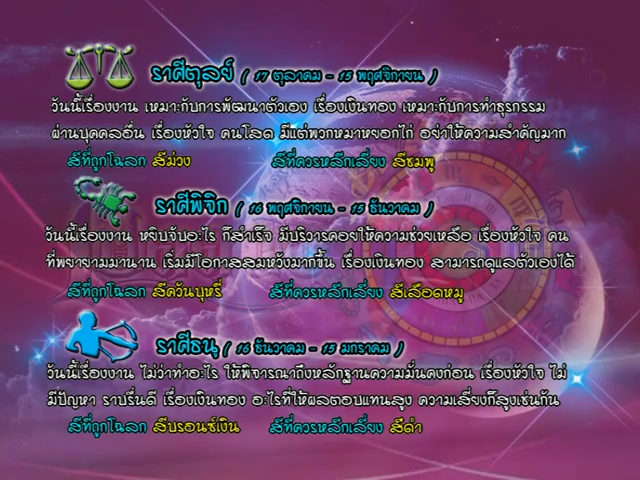 ราศีตุลย์ ( 17 ตุลาคม - 15 พฤศจิกายน )
วันนี้เรื่องงาน เหมาะกับการพัฒนาตัวเอง เรื่องเงินทอง เหมาะกับการทำธุรกรรม
ผ่านบุคคลอื่น เรื่องหัวใจ คนโสด มีแต่พวกหมาหยอกไก่ อย่าให้ความสำคัญมาก
สีที่ถูกโฉลก สีม่วง สีที่ควรหลีกเลี่ยง สีชมพู
ราศีพิจิก ( 16 พฤศจิกายน - 15 ธันวาคม )
วันนี้เรื่องงาน หยิบจับอะไร ก็สำเร็จ มีบริวารคอยให้ความช่วยเหลือ เรื่องหัวใจ คน
ที่พยายามมานาน เริ่มมีโอกาสสมหวังมากขึ้น เรื่องเงินทอง สามารถดูแลตัวเองได้
สีที่ถูกโฉลก สีควันบุหรี่ สีที่ควรหลีกเลี่ยง สีเลือดหมู
ราศีธนู ( 16 ธันวาคม - 15 มกราคม )
วันนี้เรื่องงาน ไม่ว่าทำอะไร ให้พิจารณาถึงหลักฐานความมั่นคงก่อน เรื่องหัวใจ ไม่
มีปัญหา ราบรื่นดี เรื่องเงินทอง อะไรที่ให้ผลตอบแทนสูง ความเสี่ยงก็สูงเช่นกัน
สีที่ถูกโฉลก สีบรอนซ์เงิน สีที่ควรหลีกเลี่ยง สีดำ